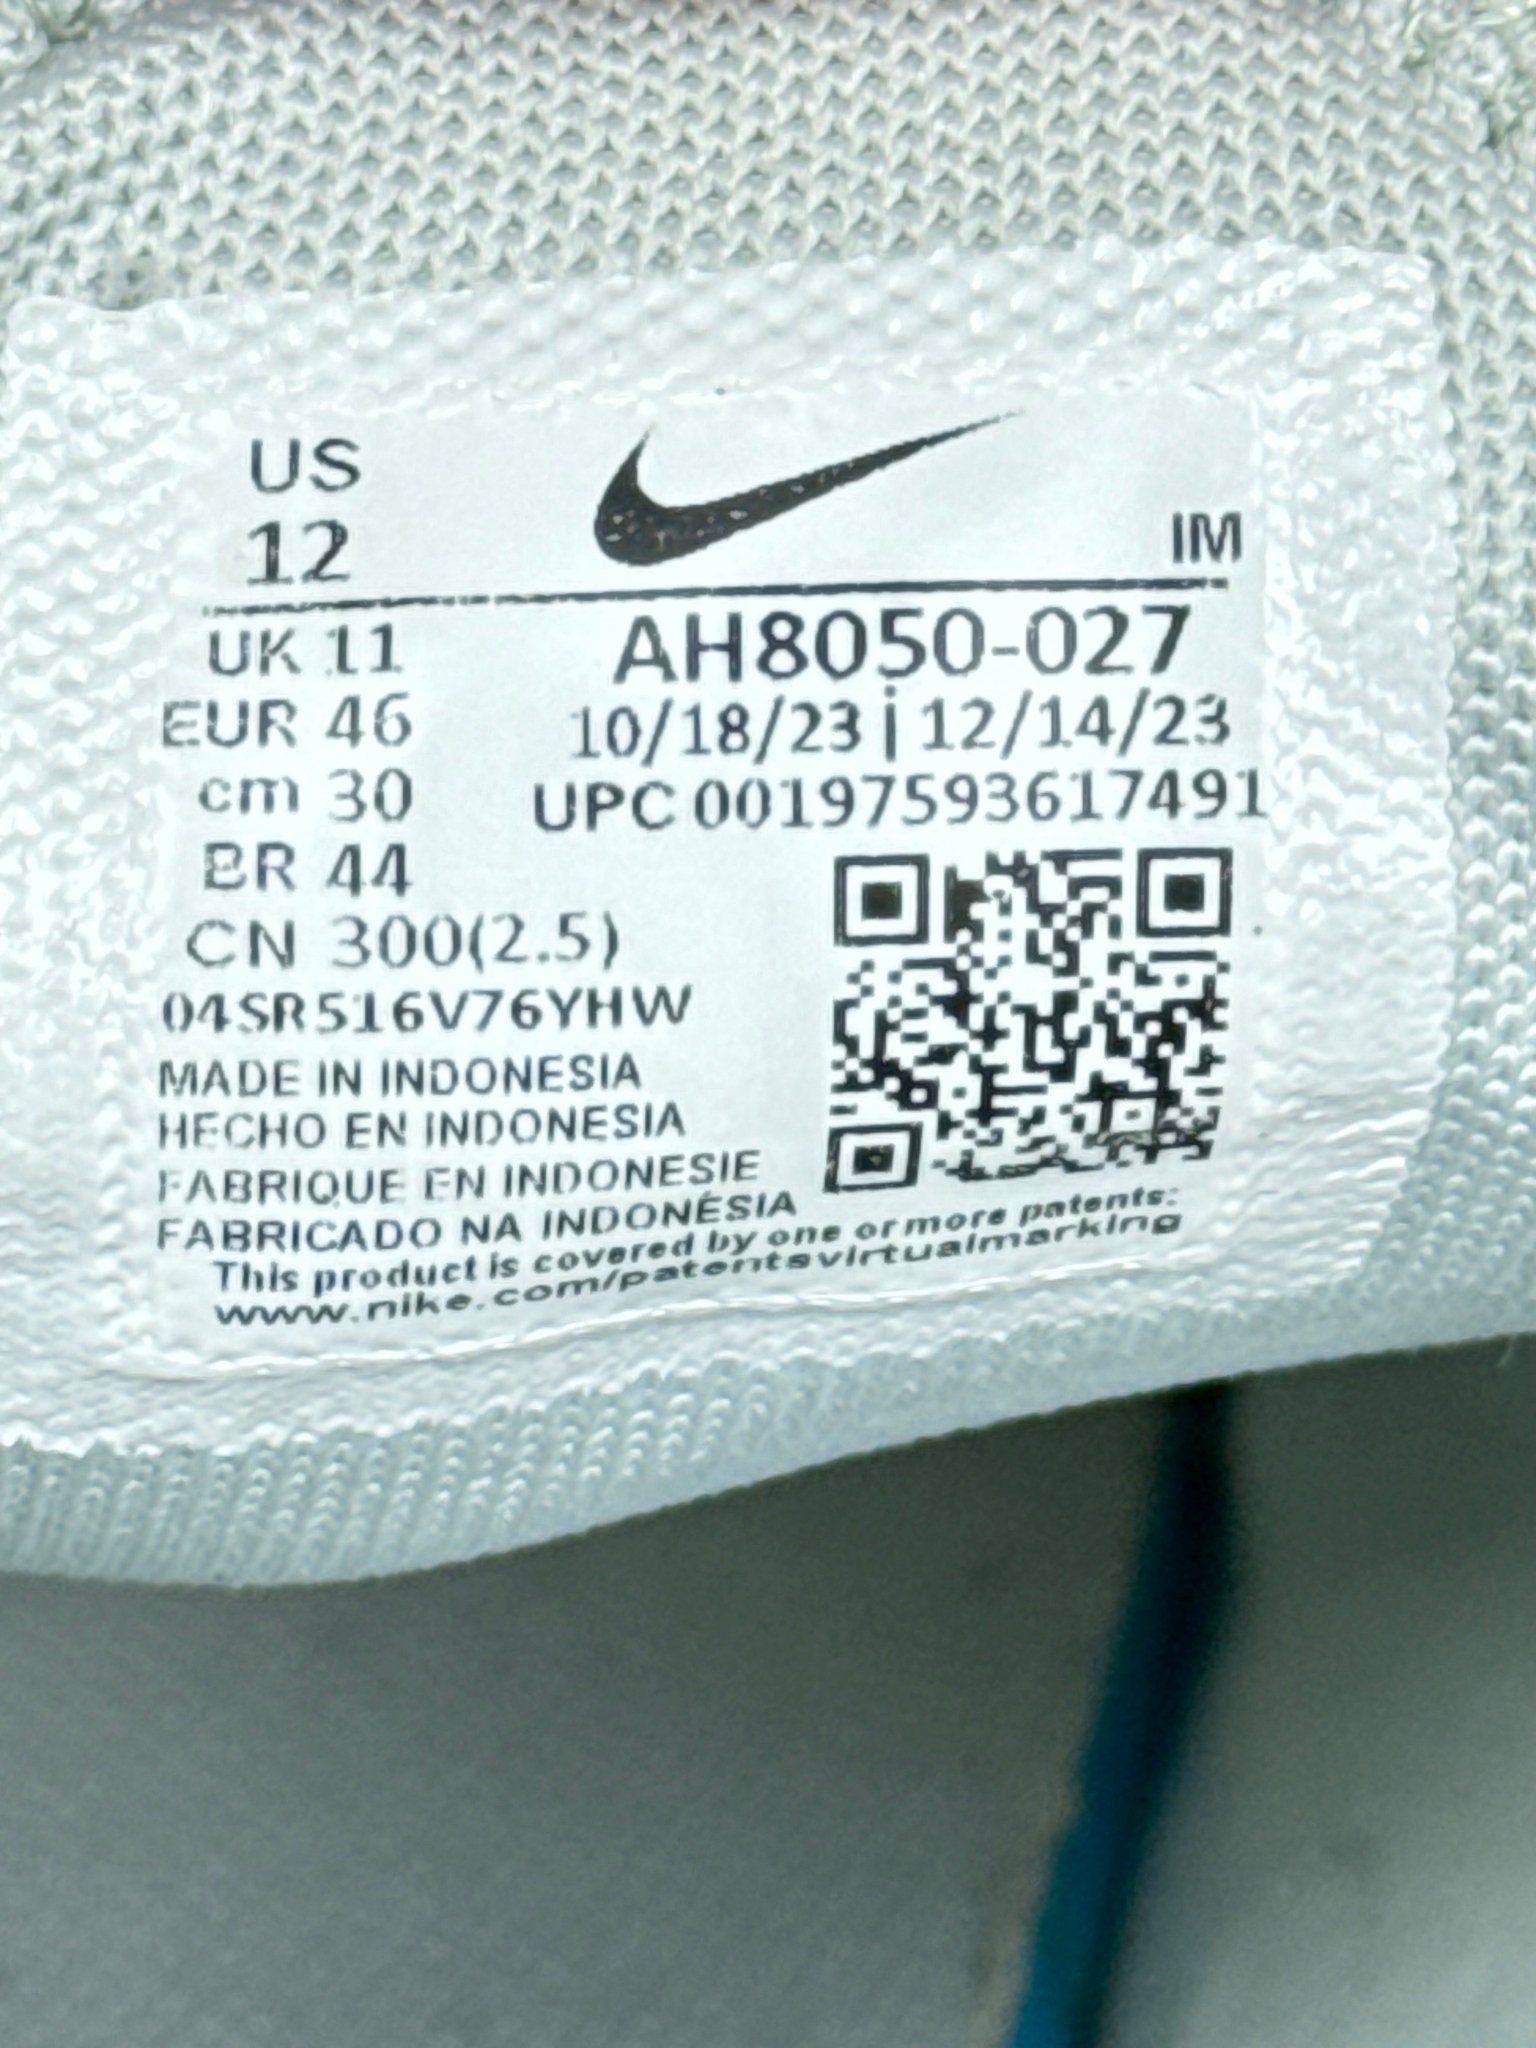 US
12
IM
UK 11
AH8050-027
EUR 46
10/18/23 | 12/14/23
cm 30
UPC 00197593617491
BR 44
CN 300(2.5)
04SR516V76YHW
MADE IN INDONESIA
HECHO EN INDONESIA
FABRIQUE EN INDONESIE
FABRICADO NA INDONÉSIA
This product is covered by one or more patents:
www.nike.com/patentsvirtualmarking